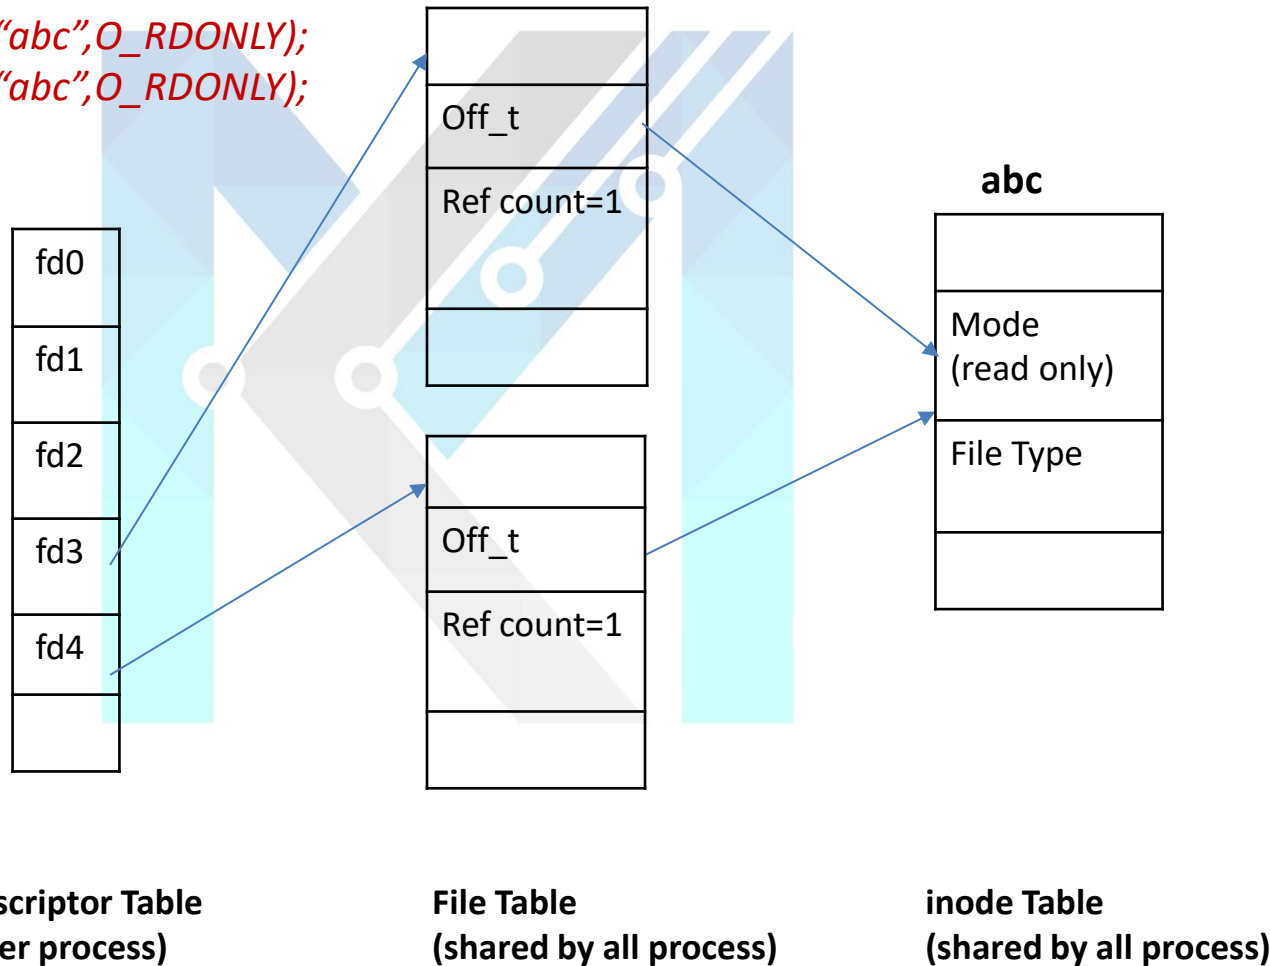 “abc”,O_RDONLY);
“abc”,O_RDONLY);
Off_t
Ref count=1
abc
fd0
fd1
fd2
fd3
fd4
Mode
(read only)
File Type
Off_t
Ref count=1
scriptor Table
er process)
File Table
(shared by all process)
inode Table
(shared by all process)